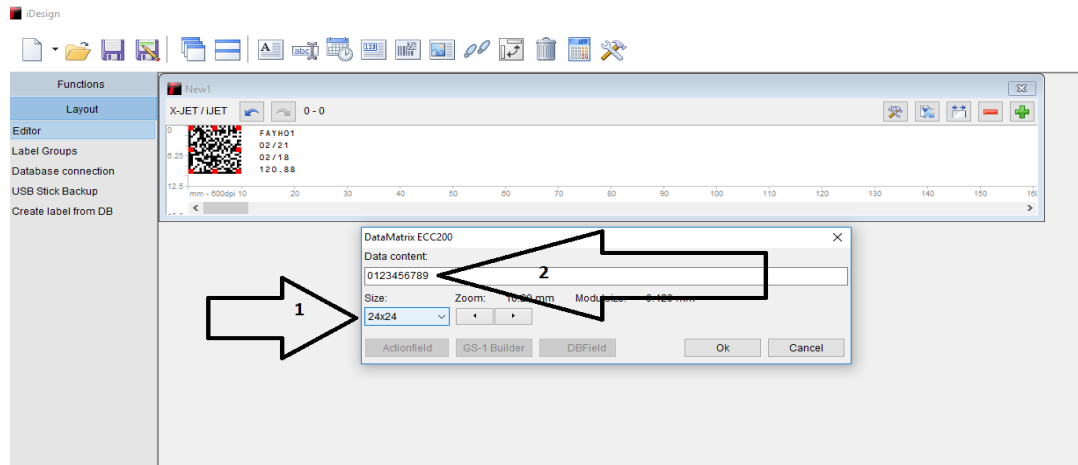 iDesign
Functions
Layout
Editor
Label Groups
Database connection
USB Stick Backup
Create label from DB
New1
X-JET / iJET 0 - 0
0
FAYH01
02/21
6.25
02/18
120.88
12.5
mm - 600dpi 10 20 30 40 50 60 70 80 90 100 110 120 130 140 150 160
DataMatrix ECC200
Data content:
0123456789
2
Size: Zoom: mm
24x24
1
Actionfield GS-1 Builder DBField Ok Cancel